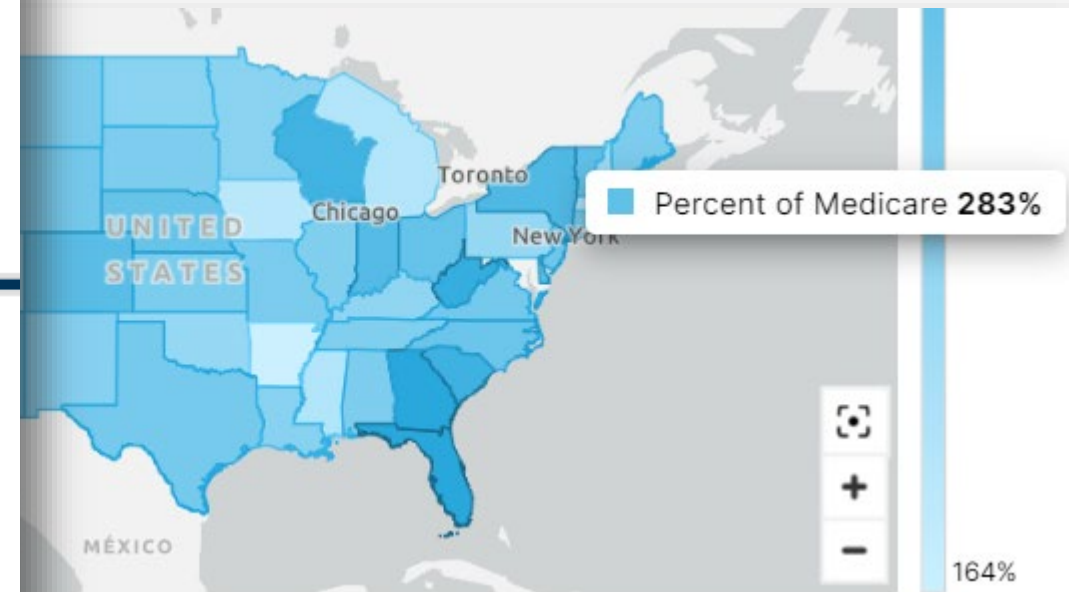 Toronto
Chicago
Percent of Medicare 283%
UNITED
STATES
New York
MÉXICO
164%